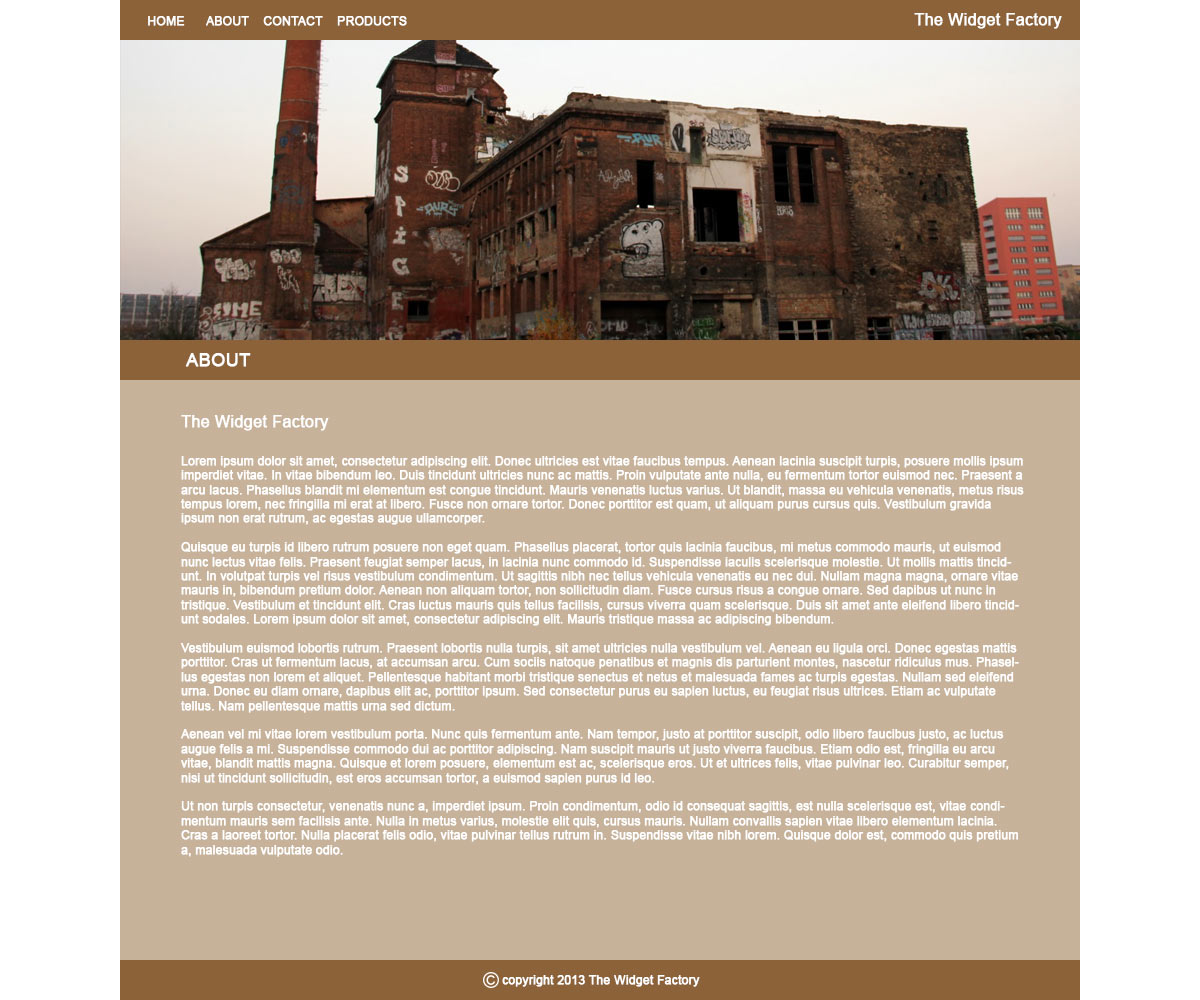 HOME ABOUT CONTACT PRODUCTS The Widget Factory
ABOUT
The Widget Factory
Lorem ipsum dolor sit amet, consectetur adipiscing elit. Donec ultricies est vitae faucibus tempus. Aenean lacinia suscipit turpis, posuere mollis ipsum
imperdiet vitae. In vitae bibendum leo. Duis tincidunt ultricies nunc ac mattis. Proin vulputate ante nulla, eu fermentum tortor euismod nec. Praesent a
arcu lacus. Phasellus blandit mi elementum est congue tincidunt. Mauris venenatis luctus varius. Ut blandit, massa eu vehicula venenatis, metus risus
tempus lorem, nec fringilla mi erat at libero. Fusce non ornare tortor. Donec porttitor est quam, ut aliquam purus cursus quis. Vestibulum gravida
ipsum non erat rutrum, ac egestas augue ullamcorper.
Quisque eu turpis id libero rutrum posuere non eget quam. Phasellus placerat, tortor quis lacinia faucibus, mi metus commodo mauris, ut euismod
nunc lectus vitae felis. Praesent feugiat semper lacus, in lacinia nunc commodo id. Suspendisse iaculis scelerisque molestie. Ut mollis mattis tincid-
unt. In volutpat turpis vel risus vestibulum condimentum. Ut sagittis nibh nec tellus vehicula venenatis eu nec dui. Nullam magna magna, ornare vitae
mauris in, bibendum pretium dolor. Aenean non aliquam tortor, non sollicitudin diam. Fusce cursus risus a congue ornare. Sed dapibus ut nunc in
tristique. Vestibulum et tincidunt elit. Cras luctus mauris quis tellus facilisis, cursus viverra quam scelerisque. Duis sit amet ante eleifend libero tincid-
unt sodales. Lorem ipsum dolor sit amet, consectetur adipiscing elit. Mauris tristique massa ac adipiscing bibendum.
Vestibulum euismod lobortis rutrum. Praesent lobortis nulla turpis, sit amet ultricies nulla vestibulum vel. Aenean eu ligula orci. Donec egestas mattis
porttitor. Cras ut fermentum lacus, at accumsan arcu. Cum sociis natoque penatibus et magnis dis parturient montes, nascetur ridiculus mus. Phasel-
lus egestas non lorem et aliquet. Pellentesque habitant morbi tristique senectus et netus et malesuada fames ac turpis egestas. Nullam sed eleifend
urna. Donec eu diam ornare, dapibus elit ac, porttitor ipsum. Sed consectetur purus eu sapien luctus, eu feugiat risus ultrices. Etiam ac vulputate
tellus. Nam pellentesque mattis urna sed dictum.
Aenean vel mi vitae lorem vestibulum porta. Nunc quis fermentum ante. Nam tempor, justo at porttitor suscipit, odio libero faucibus justo, ac luctus
augue felis a mi. Suspendisse commodo dui ac porttitor adipiscing. Nam suscipit mauris ut justo viverra faucibus. Etiam odio est, fringilla eu arcu
vitae, blandit mattis magna. Quisque et lorem posuere, elementum est ac, scelerisque eros. Ut et ultrices felis, vitae pulvinar leo. Curabitur semper,
nisi ut tincidunt sollicitudin, est eros accumsan tortor, a euismod sapien purus id leo.
Ut non turpis consectetur, venenatis nunc a, imperdiet ipsum. Proin condimentum, odio id consequat sagittis, est nulla scelerisque est, vitae condi-
mentum mauris sem facilisis ante. Nulla in metus varius, molestie elit quis, cursus mauris. Nullam convallis sapien vitae libero elementum lacinia.
Cras a laoreet tortor. Nulla placerat felis odio, vitae pulvinar tellus rutrum in. Suspendisse vitae nibh lorem. Quisque dolor est, commodo quis pretium
a, malesuada vulputate odio.
© copyright 2013 The Widget Factory